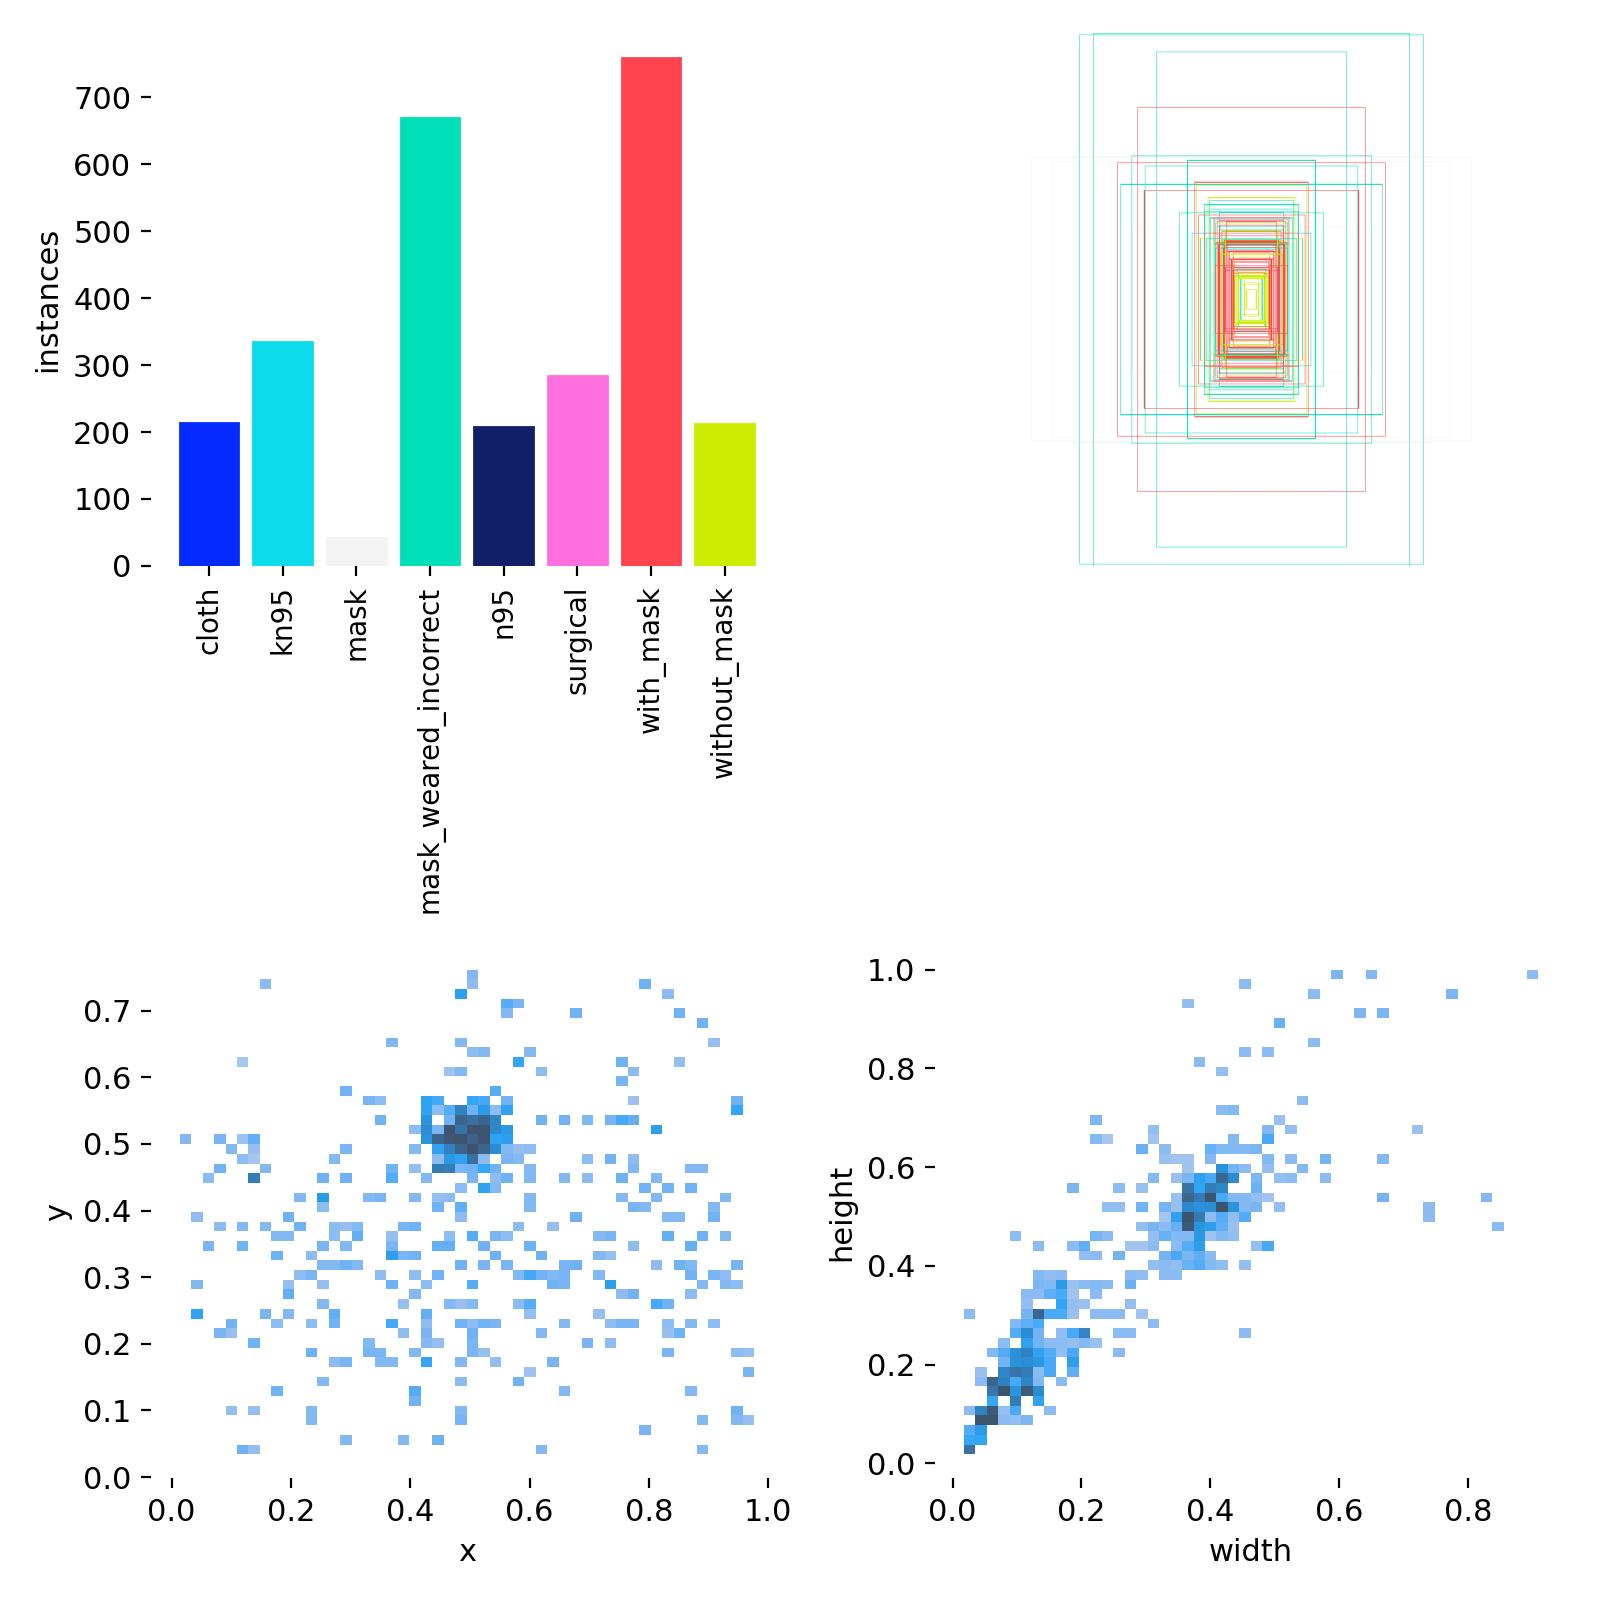 instances
700
600
500
400
300
200
100
0
cloth
kn95
mask
mask_weared_incorrect
n95
surgical
with_mask
without_mask
y
0.7
0.6
0.5
0.4
0.3
0.2
0.1
0.0
0.0 0.2 0.4 0.6 0.8 1.0
x
height
1.0
0.8
0.6
0.4
0.2
0.0
0.0 0.2 0.4 0.6 0.8
width